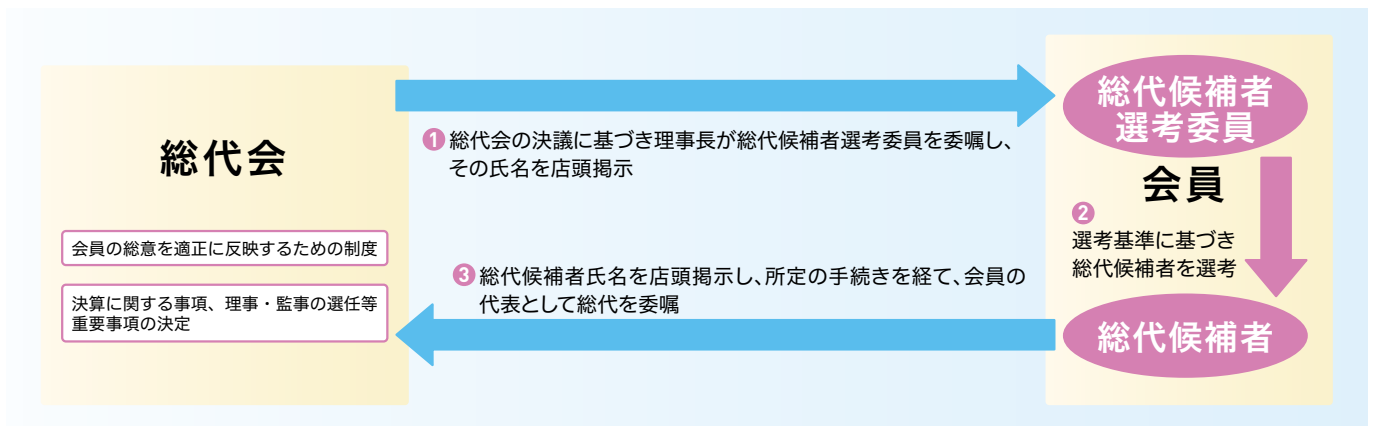 総代会
会員の総意を適正に反映するための制度
決算に関する事項、理事・監事の選任等
重要事項の決定
❶総代会の決議に基づき理事長が総代候補者選考委員を委嘱し、
その氏名を店頭掲示
総代候補者
選考委員
会員
❷
選考基準に基づき
総代候補者を選考
❸総代候補者氏名を店頭掲示し、所定の手続きを経て、会員の
代表として総代を委嘱
総代候補者